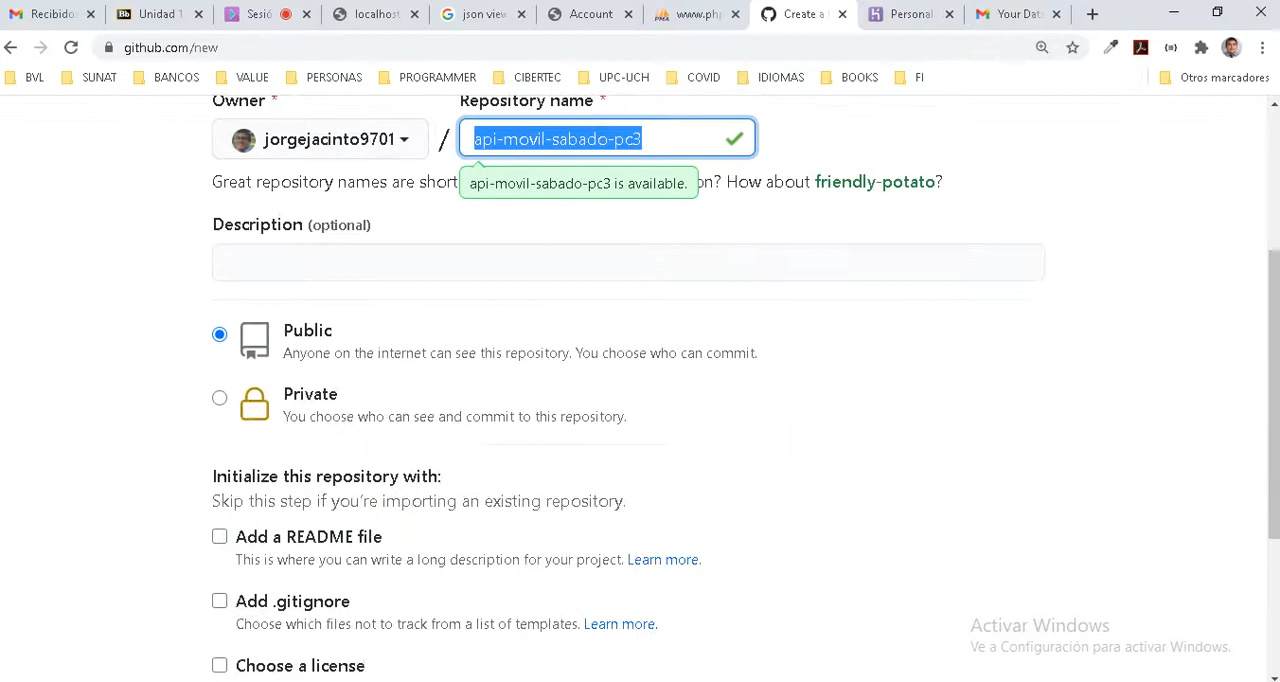 Recibidos
Unidad 1
Sesió
localhost
json view
Account
www.php
Create a
Personal
Your Data
github.com/new
BVL
SUNAT
BANCOS
VALUE
PERSONAS
PROGRAMMER
CIBERTEC
UPC-UCH
COVID
IDIOMAS
BOOKS
FI
Otros marcadores
Owner * Repository name *
jorgejacinto9701 / api-movil-sabado-pc3
Great repository names are short api-movil-sabado-pc3 is available. on? How about friendly-potato?
Description (optional)
Public
Anyone on the internet can see this repository. You choose who can commit.
Private
You choose who can see and commit to this repository.
Initialize this repository with:
Skip this step if you're importing an existing repository.
Add a README file
This is where you can write a long description for your project. Learn more.
Add .gitignore
Choose which files not to track from a list of templates. Learn more.
Activar Windows
Ve a Configuración para activar Windows.
Choose a license